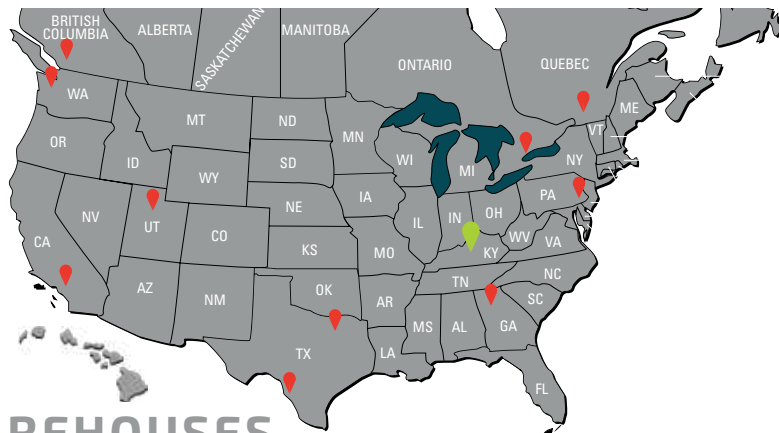 BRITISH
COLUMBIA
ALBERTA
SASKATCHEWAN
MANITOBA
ONTARIO
QUEBEC
WA
MT
ND
MN
ME
VT
OR
ID
SD
WI
MI
NY
WY
IA
PA
NV
NE
IL
IN
OH
UT
CO
CA
KS
MO
WV
VA
KY
AZ
NM
OK
AR
TN
NC
SC
MS
AL
GA
TX
LA
FL
REHOUSES